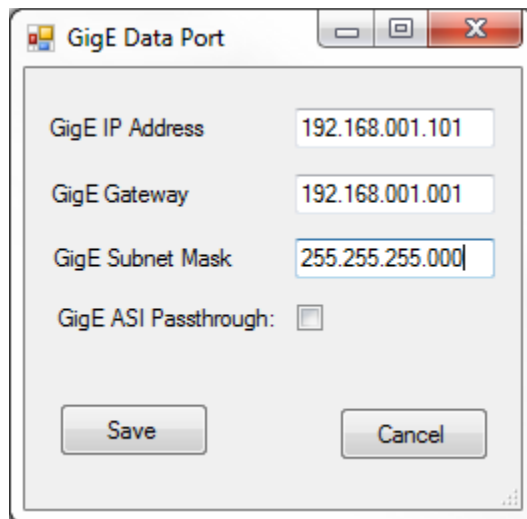 GigE Data Port
GigE IP Address 192.168.001.101
GigE Gateway 192.168.001.001
GigE Subnet Mask 255.255.255.000
GigE ASI Passthrough:
Save Cancel